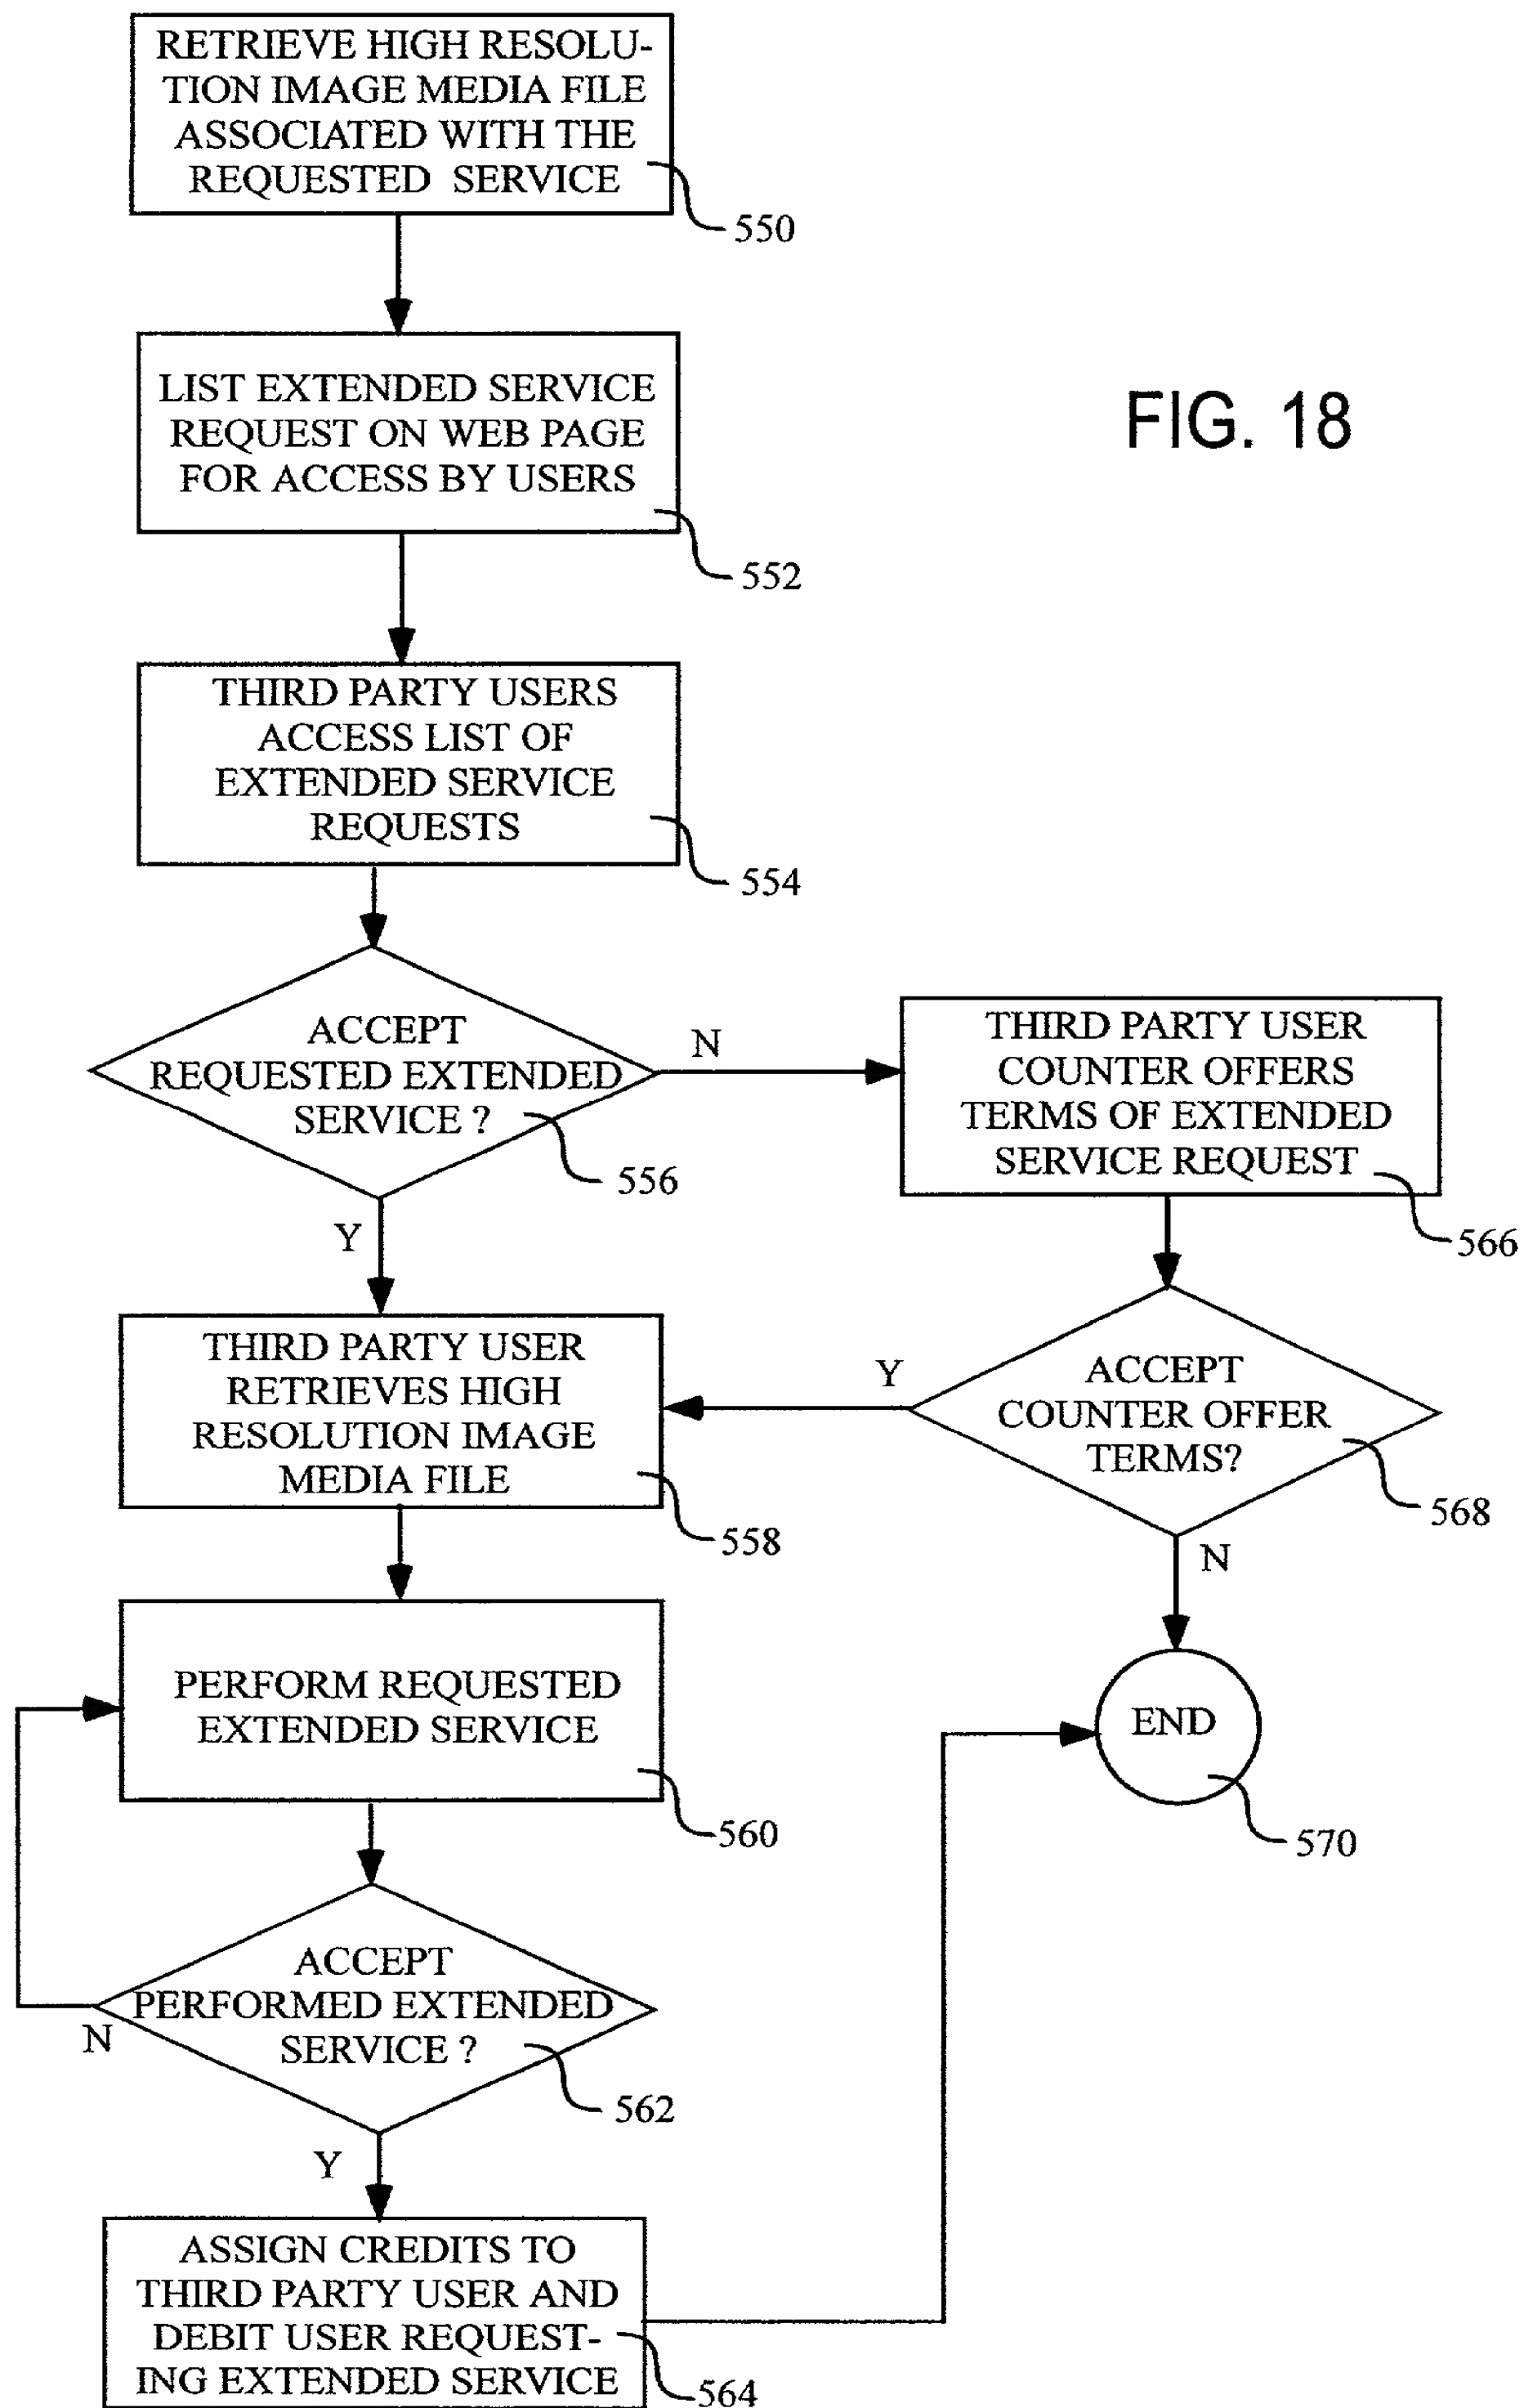 RETRIEVE HIGH RESOLU-
TION IMAGE MEDIA FILE
ASSOCIATED WITH THE
REQUESTED SERVICE
550
LIST EXTENDED SERVICE
REQUEST ON WEB PAGE
FOR ACCESS BY USERS
552
FIG. 18
THIRD PARTY USERS
ACCESS LIST OF
EXTENDED SERVICE
REQUESTS
554
ACCEPT
REQUESTED EXTENDED
SERVICE ?
556
N
Y
THIRD PARTY USER
COUNTER OFFERS
TERMS OF EXTENDED
SERVICE REQUEST
566
THIRD PARTY USER
RETRIEVES HIGH
RESOLUTION IMAGE
MEDIA FILE
558
Y
ACCEPT
COUNTER OFFER
TERMS?
568
N
PERFORM REQUESTED
EXTENDED SERVICE
560
END
570
ACCEPT
PERFORMED EXTENDED
SERVICE ?
562
N
Y
ASSIGN CREDITS TO
THIRD PARTY USER AND
DEBIT USER REQUEST-
ING EXTENDED SERVICE
564